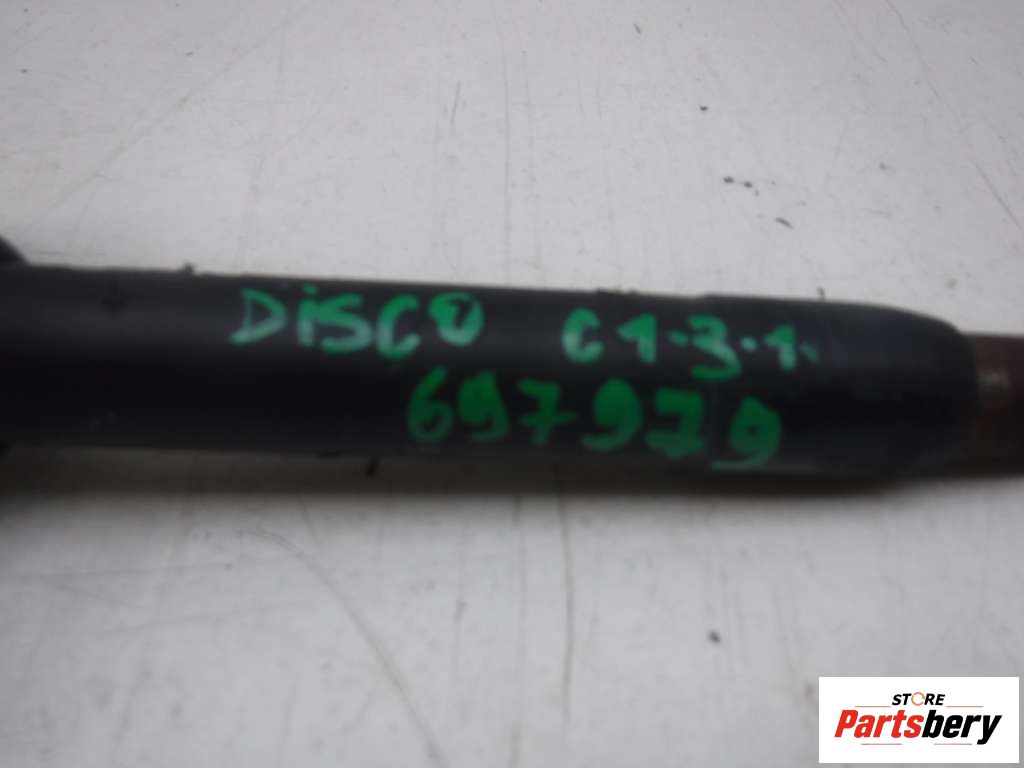 DiSCO C1.3.1.
697979
STORE
Partsbery